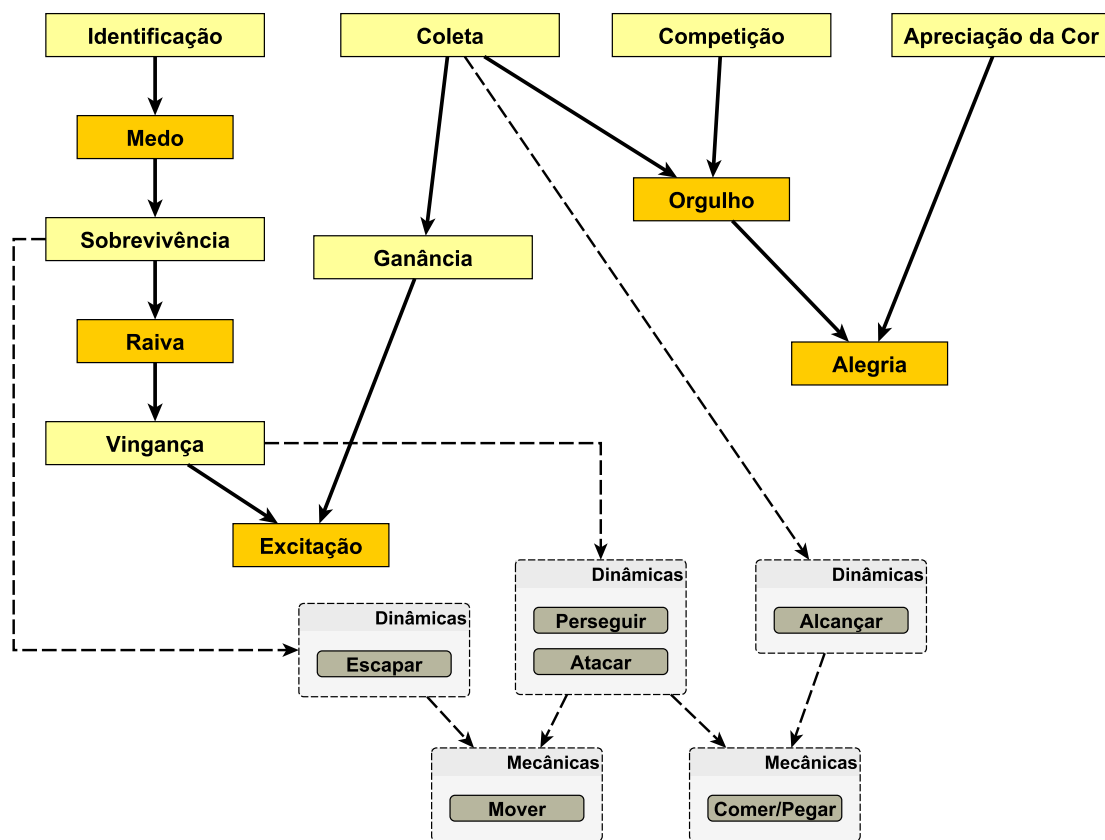 Identificação
Coleta
Competição
Apreciação da Cor
Medo
Orgulho
Sobrevivência
Ganância
Raiva
Alegria
Vingança
Excitação
Dinâmicas
Perseguir
Atacar
Dinâmicas
Alcançar
Dinâmicas
Escapar
Mecânicas
Mover
Mecânicas
Comer/Pegar